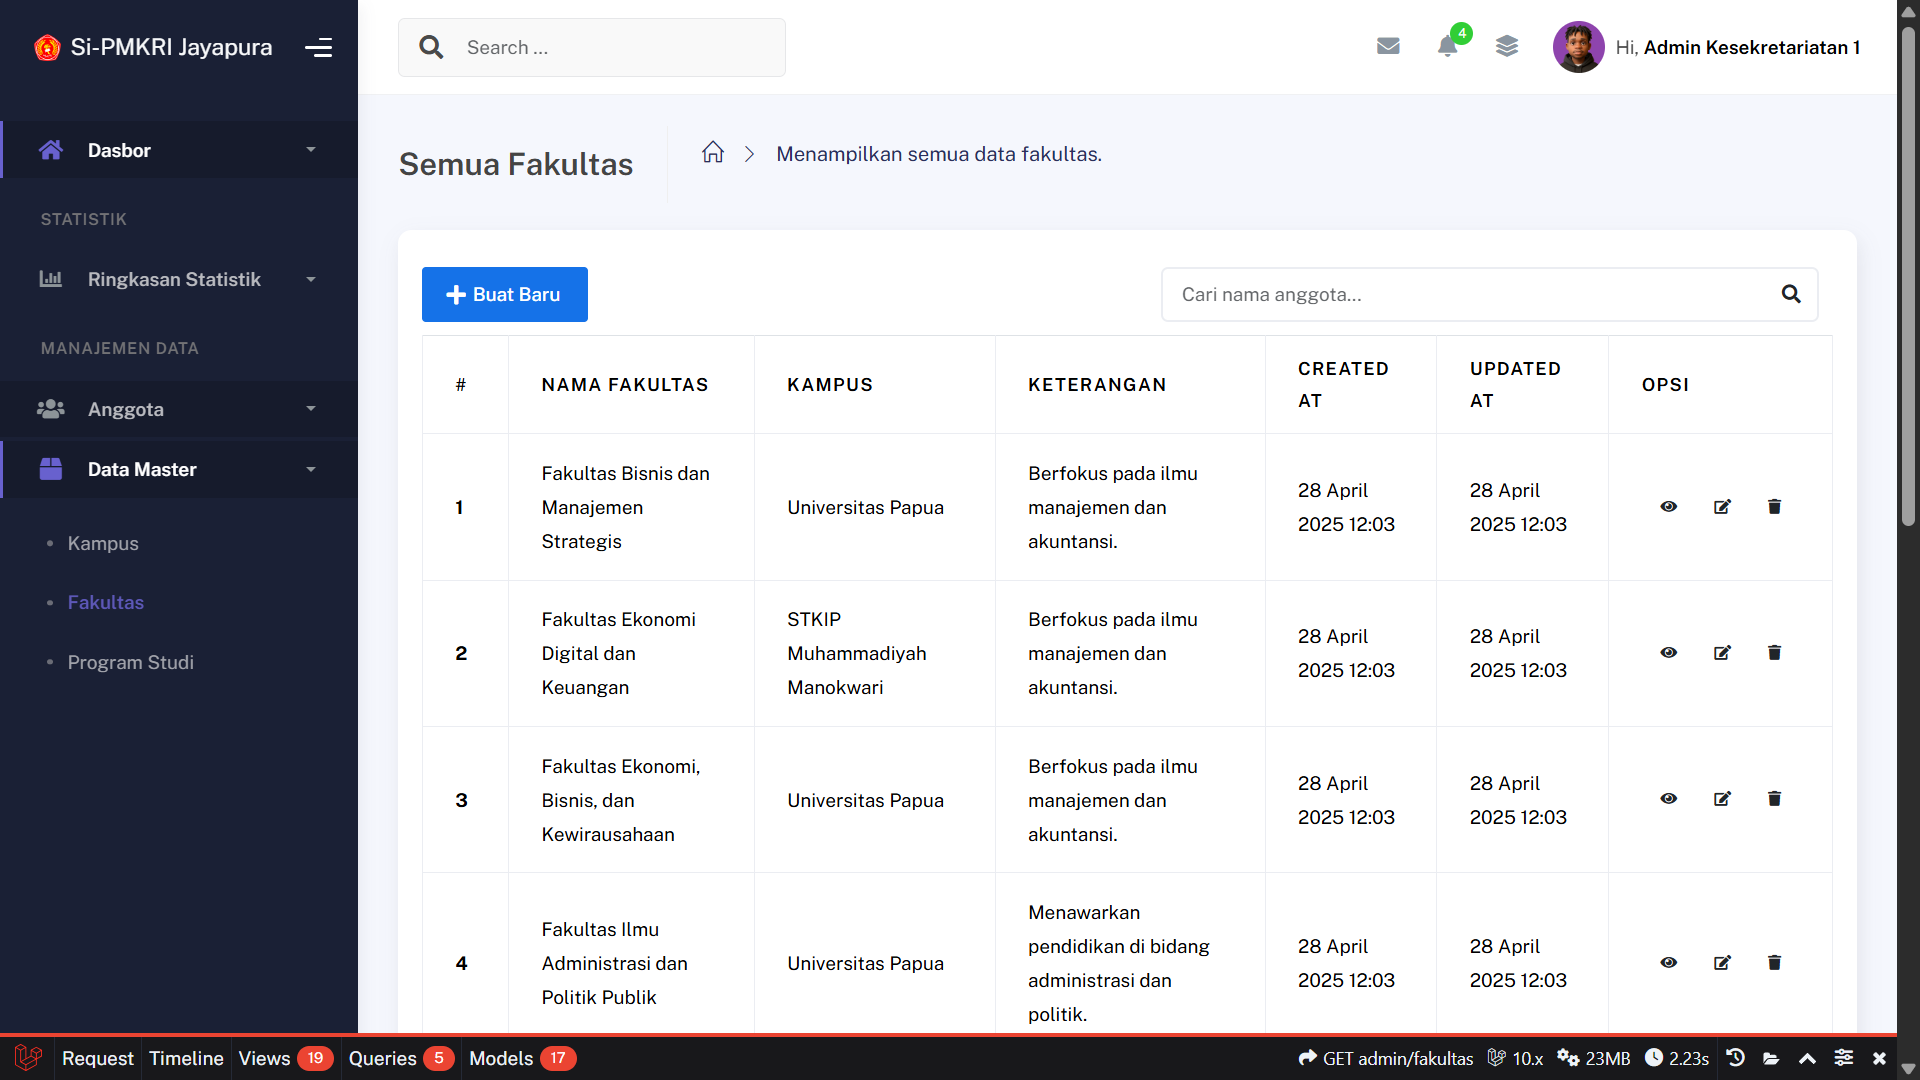 Si-PMKRI Jayapura
Search ...
4
Hi, Admin Kesekretariatan 1
Dasbor
STATISTIK
Ringkasan Statistik
MANAJEMEN DATA
Anggota
Data Master
Kampus
Fakultas
Program Studi
Semua Fakultas
Menampilkan semua data fakultas.
Buat Baru
Cari nama anggota...
#
NAMA FAKULTAS
KAMPUS
KETERANGAN
CREATED
AT
UPDATED
AT
OPSI
1
Fakultas Bisnis dan
Manajemen
Strategis
Universitas Papua
Berfokus pada ilmu
manajemen dan
akuntansi.
28 April
2025 12:03
28 April
2025 12:03
2
Fakultas Ekonomi
Digital dan
Keuangan
STKIP
Muhammadiyah
Manokwari
Berfokus pada ilmu
manajemen dan
akuntansi.
28 April
2025 12:03
28 April
2025 12:03
3
Fakultas Ekonomi,
Bisnis, dan
Kewirausahaan
Universitas Papua
Berfokus pada ilmu
manajemen dan
akuntansi.
28 April
2025 12:03
28 April
2025 12:03
4
Fakultas Ilmu
Administrasi dan
Politik Publik
Universitas Papua
Menawarkan
pendidikan di bidang
administrasi dan
politik.
28 April
2025 12:03
28 April
2025 12:03
Request Timeline Views 19 Queries 5 Models 17 GET admin/fakultas 10.x 23MB 2.23s